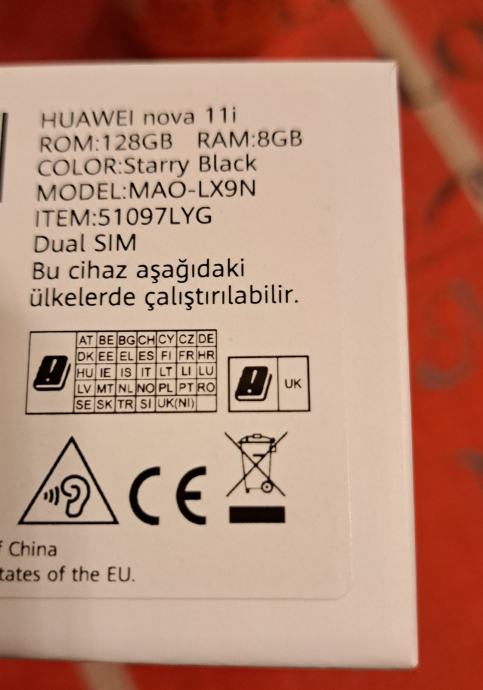 HUAWEI nova 11i
ROM:128GB RAM:8GB
COLOR:Starry Black
MODEL:MAO-LX9N
ITEM:51097LYG
Dual SIM
Bu cihaz aşağıdaki
ülkelerde çalıştırılabilir.
AT BE BG CH CY CZ DE
DK EE EL ES FI FR HR
HU IE IS IT LT LI LU
LV MT NL NO PL PT RO
SE SK TR SI UK(NI)
UK
CE
f China
tates of the EU.